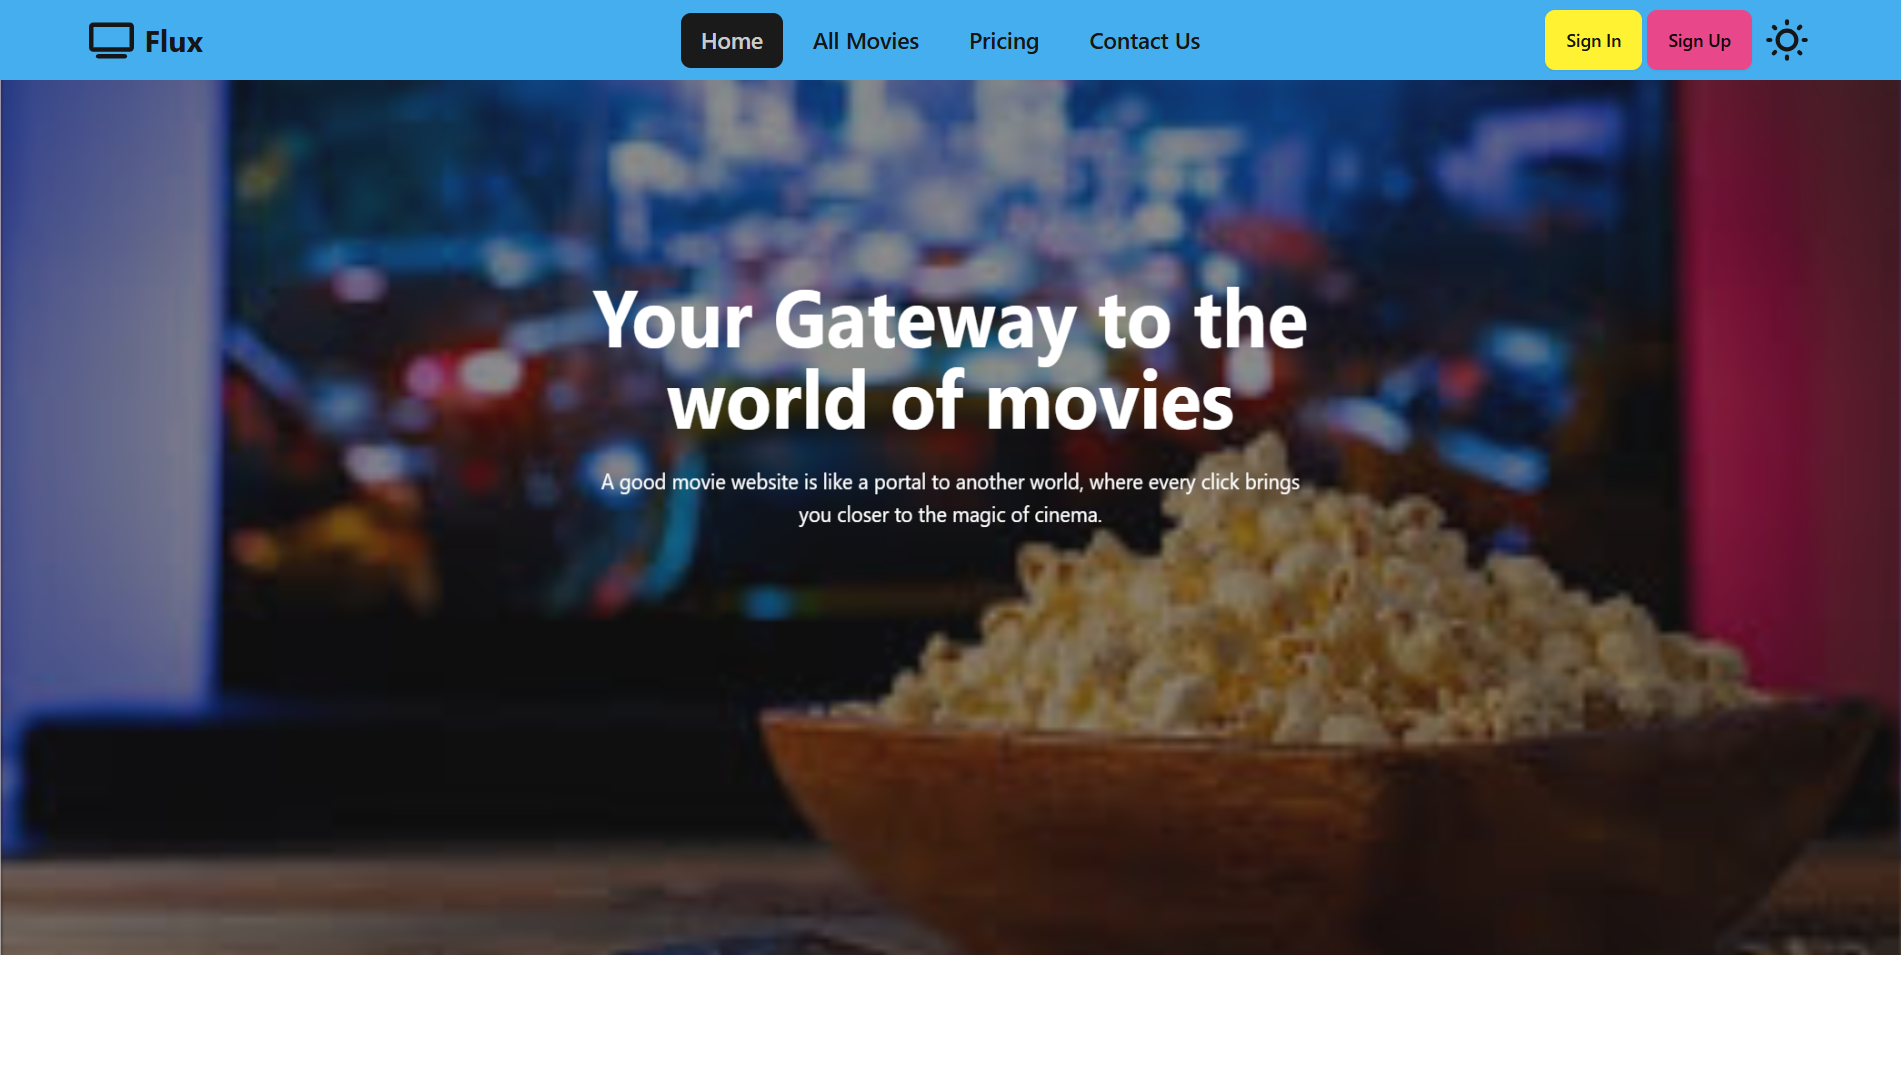 Flux
Home
All Movies
Pricing
Contact Us
Sign In
Sign Up
Your Gateway to the
world of movies
A good movie website is like a portal to another world, where every click brings
you closer to the magic of cinema.